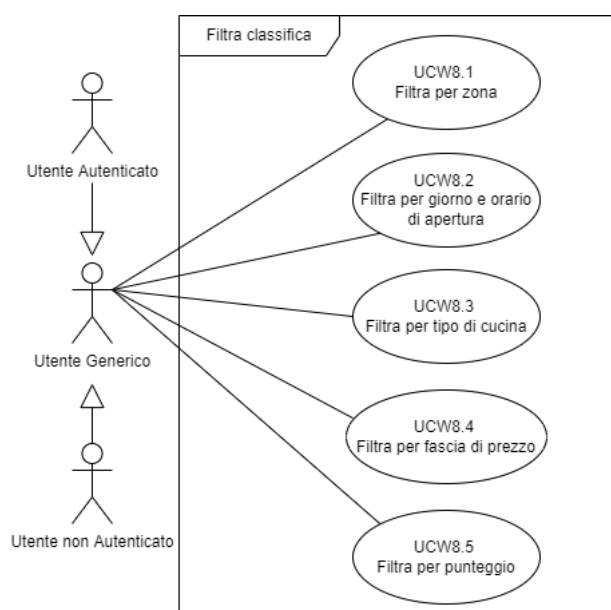 Filtra classifica
UCW8.1
Filtra per zona
Utente Autenticato
UCW8.2
Filtra per giorno e orario
di apertura
UCW8.3
Filtra per tipo di cucina
Utente Generico
UCW8.4
Filtra per fascia di prezzo
Utente non Autenticato
UCW8.5
Filtra per punteggio